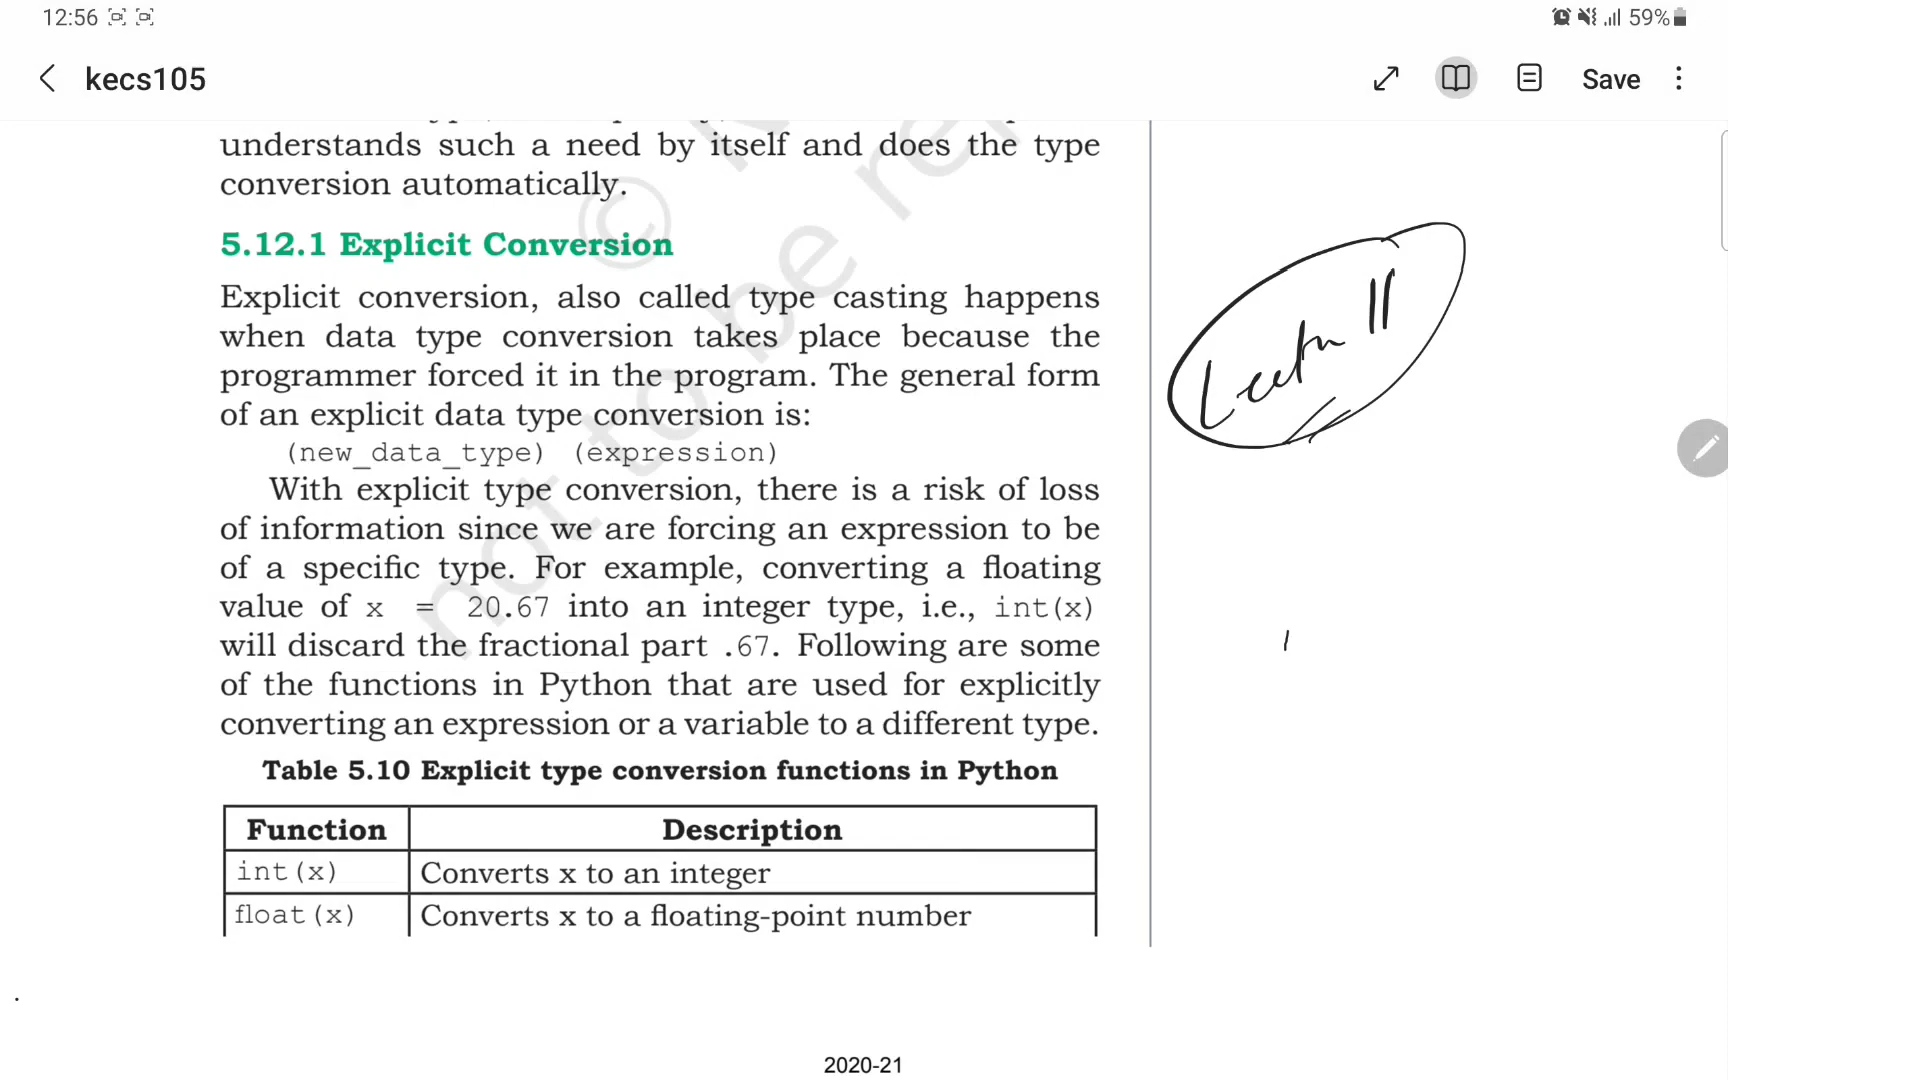 12:56 59%
kecs105 Save
understands such a need by itself and does the type
conversion automatically.
5.12.1 Explicit Conversion
Explicit conversion, also called type casting happens
when data type conversion takes place because the
programmer forced it in the program. The general form
of an explicit data type conversion is:
(new_data_type) (expression)
With explicit type conversion, there is a risk of loss
of information since we are forcing an expression to be
of a specific type. For example, converting a floating
value of x = 20.67 into an integer type, i.e., int(x)
will discard the fractional part .67. Following are some
of the functions in Python that are used for explicitly
converting an expression or a variable to a different type.
Table 5.10 Explicit type conversion functions in Python
Function Description
int(x) Converts x to an integer
float(x) Converts x to a floating-point number
11
not to be re
©
2020-21